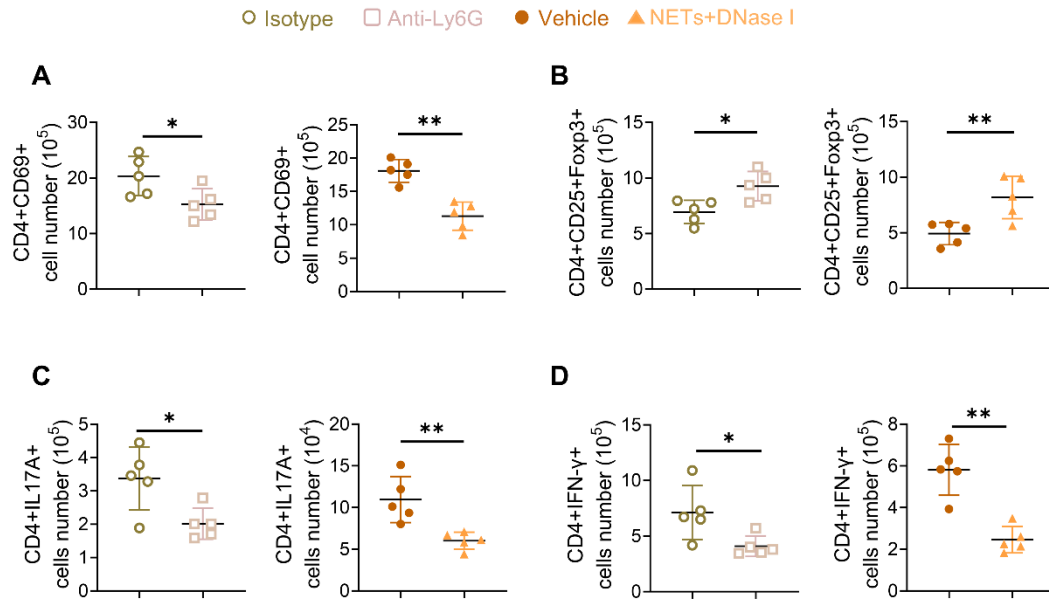 Isotype Anti-Ly6G Vehicle NETs+DNase I
A
B
CD4+CD69+
cell number (10⁵)
30
20
10
0
*
CD4+CD69+
cell number (10⁵)
25
20
15
10
5
0
**
CD4+CD25+Foxp3+
cells number (10⁵)
15
10
5
0
*
CD4+CD25+Foxp3+
cells number (10⁵)
15
10
5
0
**
C
D
CD4+IL17A+
cells number (10⁵)
5
4
3
2
1
0
*
CD4+IL17A+
cells number (10⁴)
20
15
10
5
0
**
CD4+IFN-γ+
cells number (10⁵)
15
10
5
0
*
CD4+IFN-γ+
cells number (10⁵)
8
6
4
2
0
**